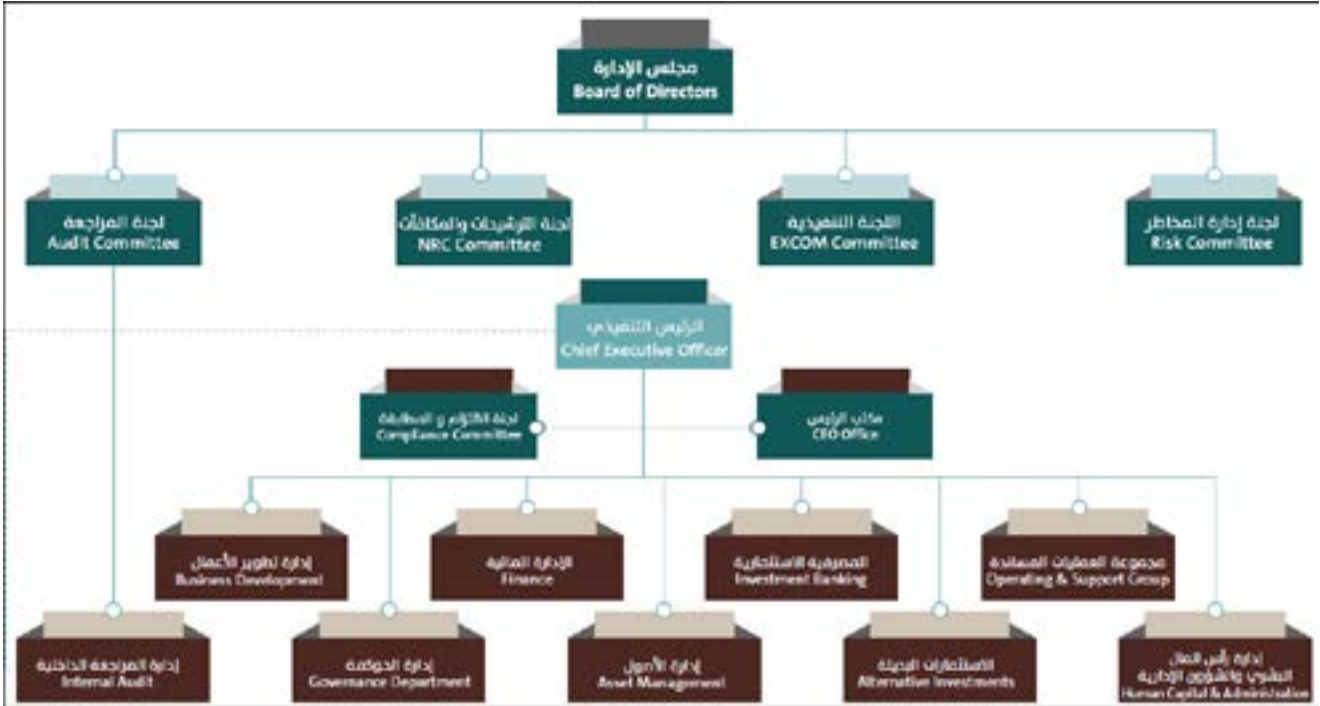 مجلس الإدارة
Board of Directors
لجنة المراجعة
Audit Committee
لجنة الترشيحات والمكافآت
NRC Committee
اللجنة التنفيذية
EXCOM Committee
لجنة إدارة المخاطر
Risk Committee
الرئيس التنفيذي
Chief Executive Officer
لجنة الالتزام و المطابقة
Compliance Committee
مكتب الرئيس
CEO Office
إدارة تطوير الأعمال
Business Development
الإدارة المالية
Finance
المصرفية الاستثمارية
Investment Banking
مجموعة العمليات المساندة
Operating & Support Group
إدارة المراجعة الداخلية
Internal Audit
إدارة الحوكمة
Governance Department
إدارة الأصول
Asset Management
الاستثمارات البديلة
Alternative Investments
إدارة رأس المال
البشري والشؤون الإدارية
Human Capital & Administration